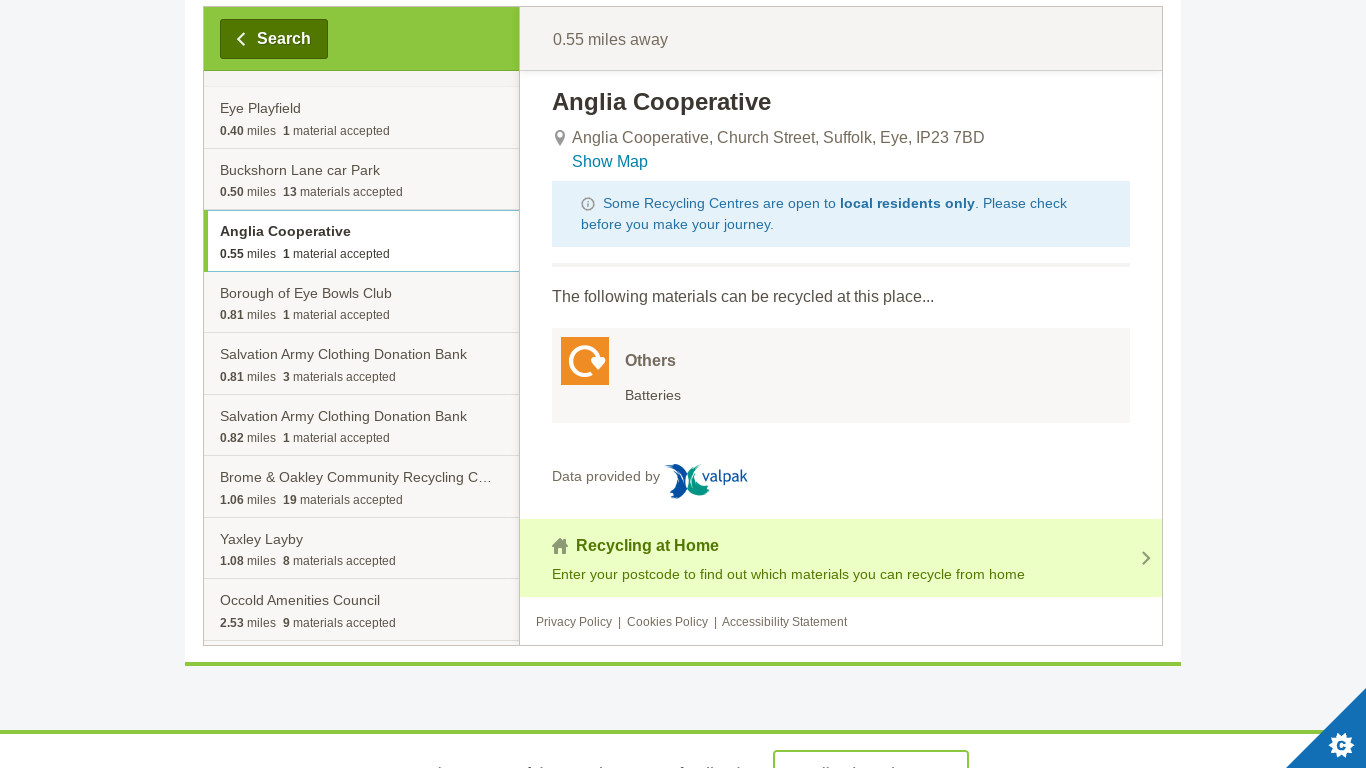 Search
0.55 miles away
Eye Playfield
0.40 miles 1 material accepted
Buckshorn Lane car Park
0.50 miles 13 materials accepted
Anglia Cooperative
0.55 miles 1 material accepted
Borough of Eye Bowls Club
0.81 miles 1 material accepted
Salvation Army Clothing Donation Bank
0.81 miles 3 materials accepted
Salvation Army Clothing Donation Bank
0.82 miles 1 material accepted
Brome & Oakley Community Recycling C…
1.06 miles 19 materials accepted
Yaxley Layby
1.08 miles 8 materials accepted
Occold Amenities Council
2.53 miles 9 materials accepted
Anglia Cooperative
Anglia Cooperative, Church Street, Suffolk, Eye, IP23 7BD
Show Map
Some Recycling Centres are open to local residents only. Please check
before you make your journey.
The following materials can be recycled at this place...
Others
Batteries
Data provided by valpak
Recycling at Home
Enter your postcode to find out which materials you can recycle from home
Privacy Policy | Cookies Policy | Accessibility Statement